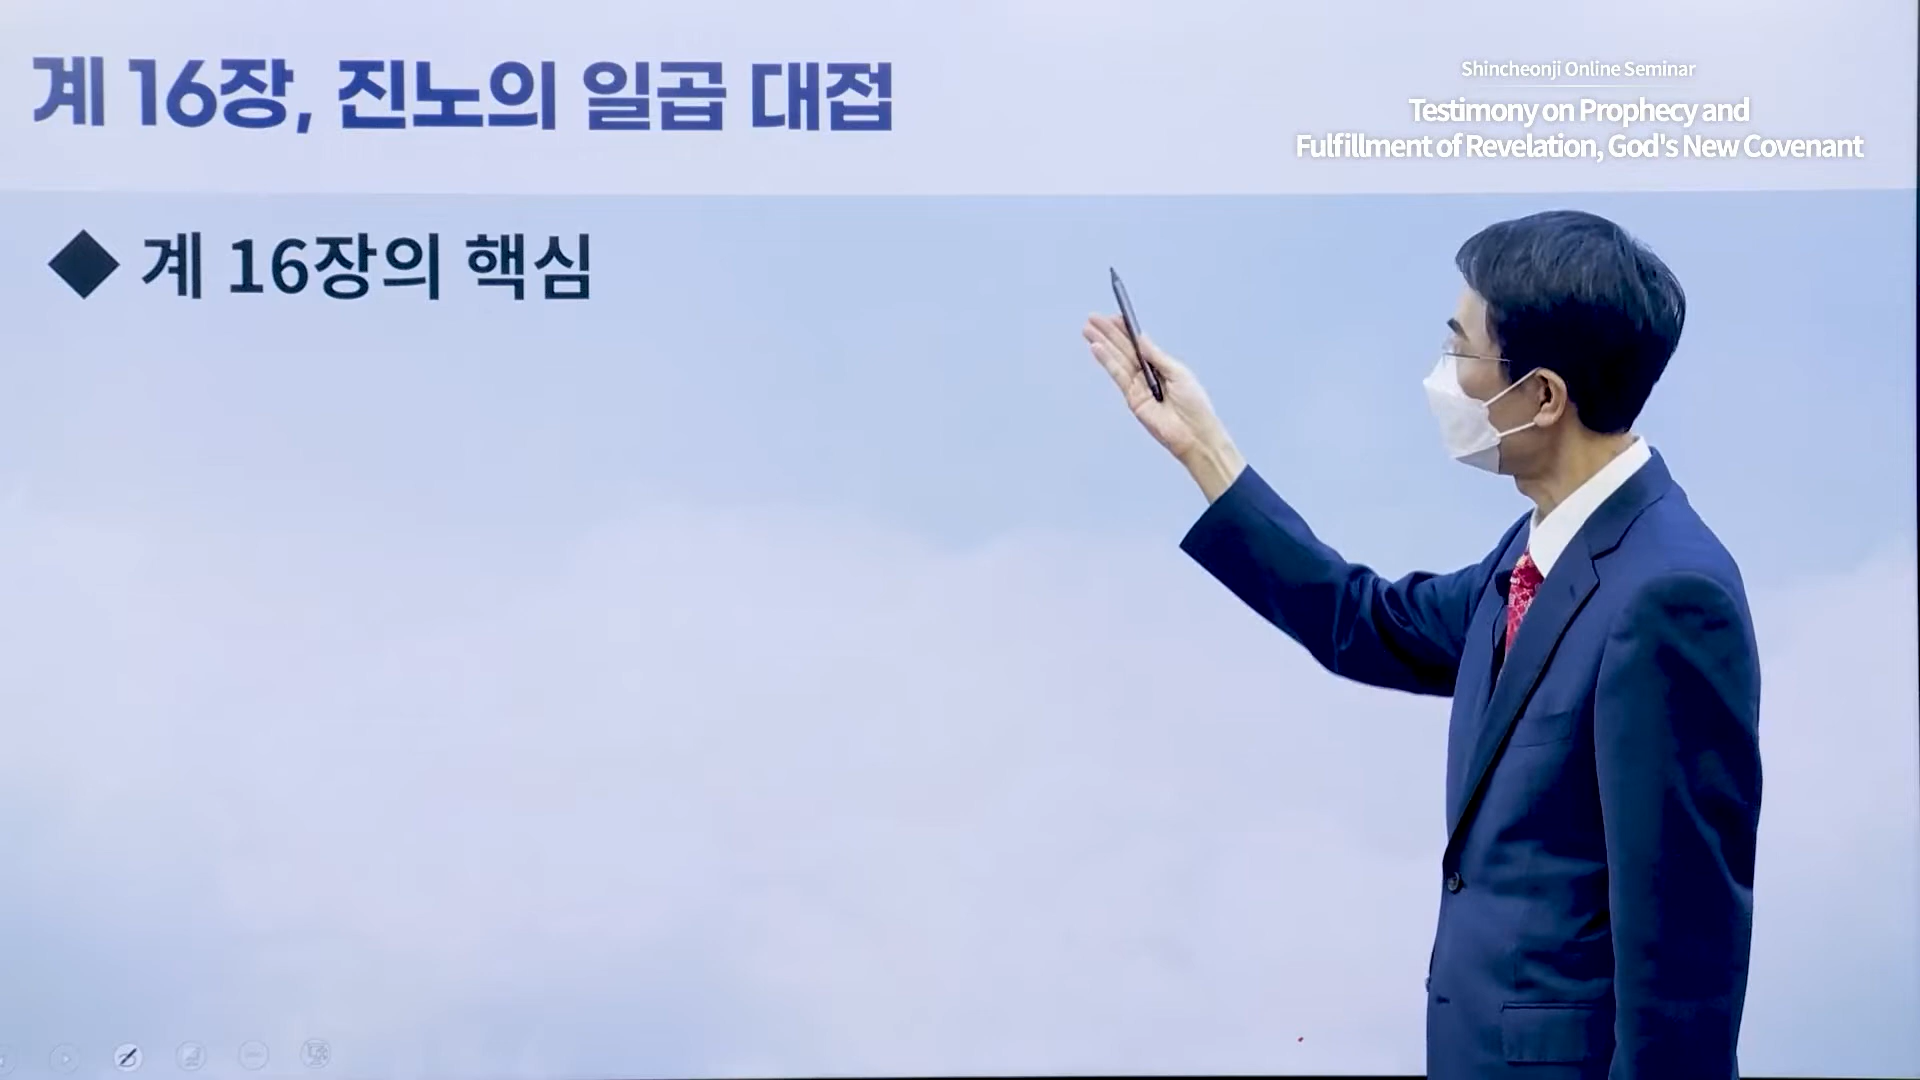 계 16장, 진노의 일곱 대접
Shincheonji Online Seminar
Testimony on Prophecy and
Fulfillment of Revelation, God's New Covenant
◆ 계 16장의 핵심